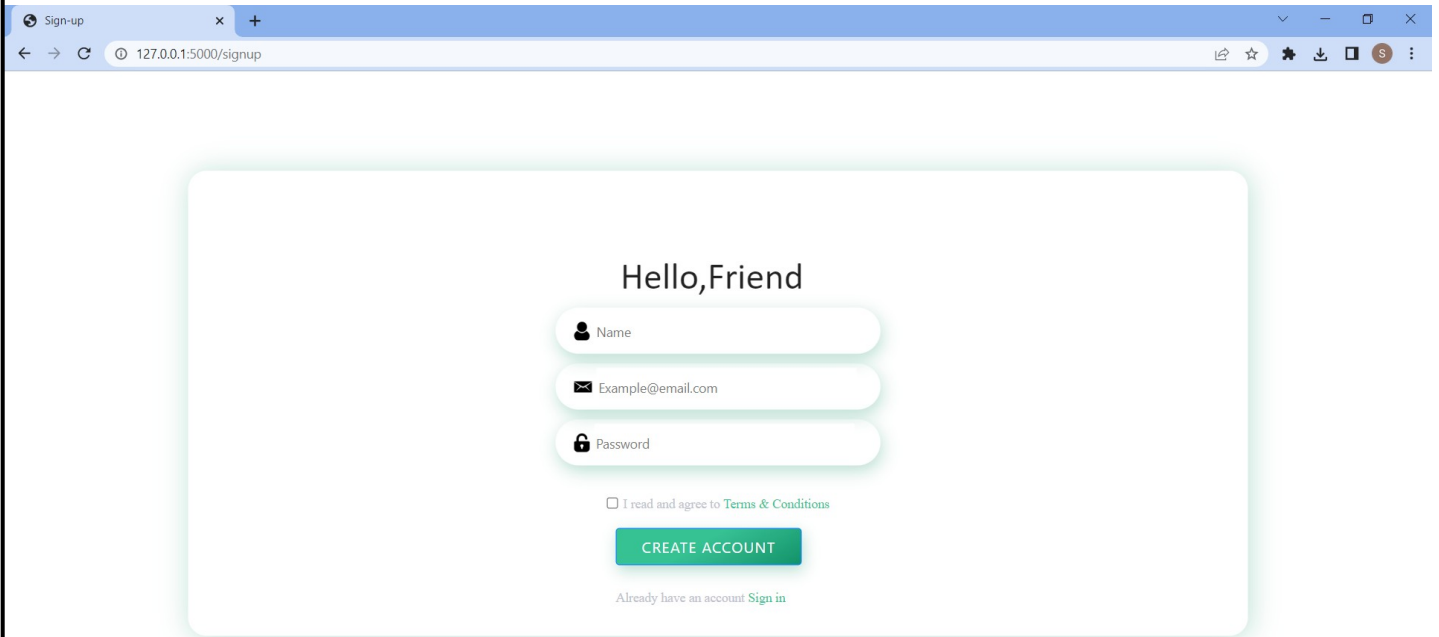 Sign-up
127.0.0.1:5000/signup
S
Hello,Friend
Name
Example@email.com
Password
I read and agree to Terms & Conditions
CREATE ACCOUNT
Already have an account Sign in